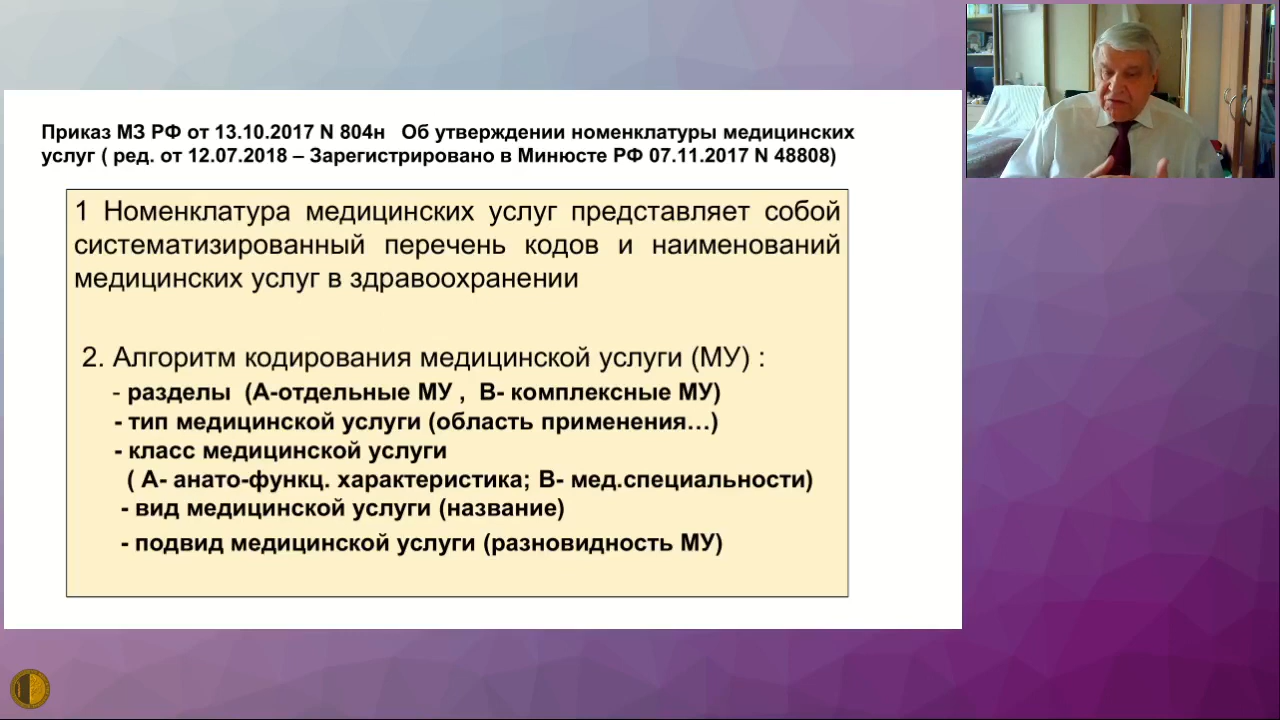 Приказ МЗ РФ от 13.10.2017 N 804н Об утверждении номенклатуры медицинских
услуг ( ред. от 12.07.2018 – Зарегистрировано в Минюсте РФ 07.11.2017 N 48808)
1 Номенклатура медицинских услуг представляет собой
систематизированный перечень кодов и наименований
медицинских услуг в здравоохранении
2. Алгоритм кодирования медицинской услуги (МУ) :
- разделы (А-отдельные МУ , В- комплексные МУ)
- тип медицинской услуги (область применения…)
- класс медицинской услуги
( А- анато-функц. характеристика; В- мед.специальности)
- вид медицинской услуги (название)
- подвид медицинской услуги (разновидность МУ)